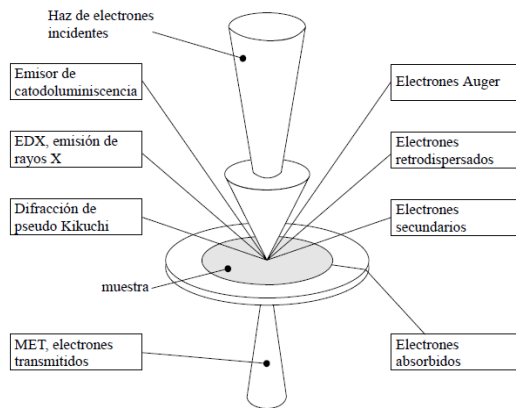 Haz de electrones
incidentes
Emisor de
catodoluminiscencia
Electrones Auger
EDX, emisión de
rayos X
Electrones
retrodispersados
Difracción de
pseudo Kikuchi
Electrones
secundarios
muestra
MET, electrones
transmitidos
Electrones
absorbidos